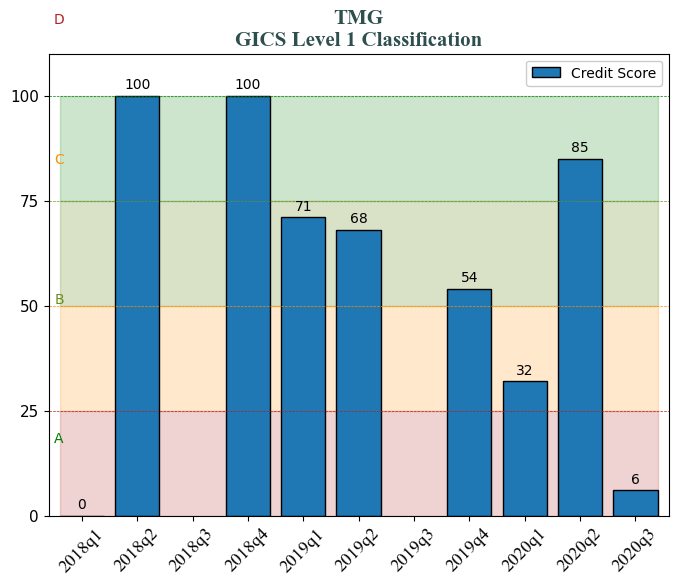 D
TMG
GICS Level 1 Classification
Credit Score
100
100
100
85
C
75
71
68
54
50
B
32
25
A
6
0
0
2018q1
2018q2
2018q3
2018q4
2019q1
2019q2
2019q3
2019q4
2020q1
2020q2
2020q3